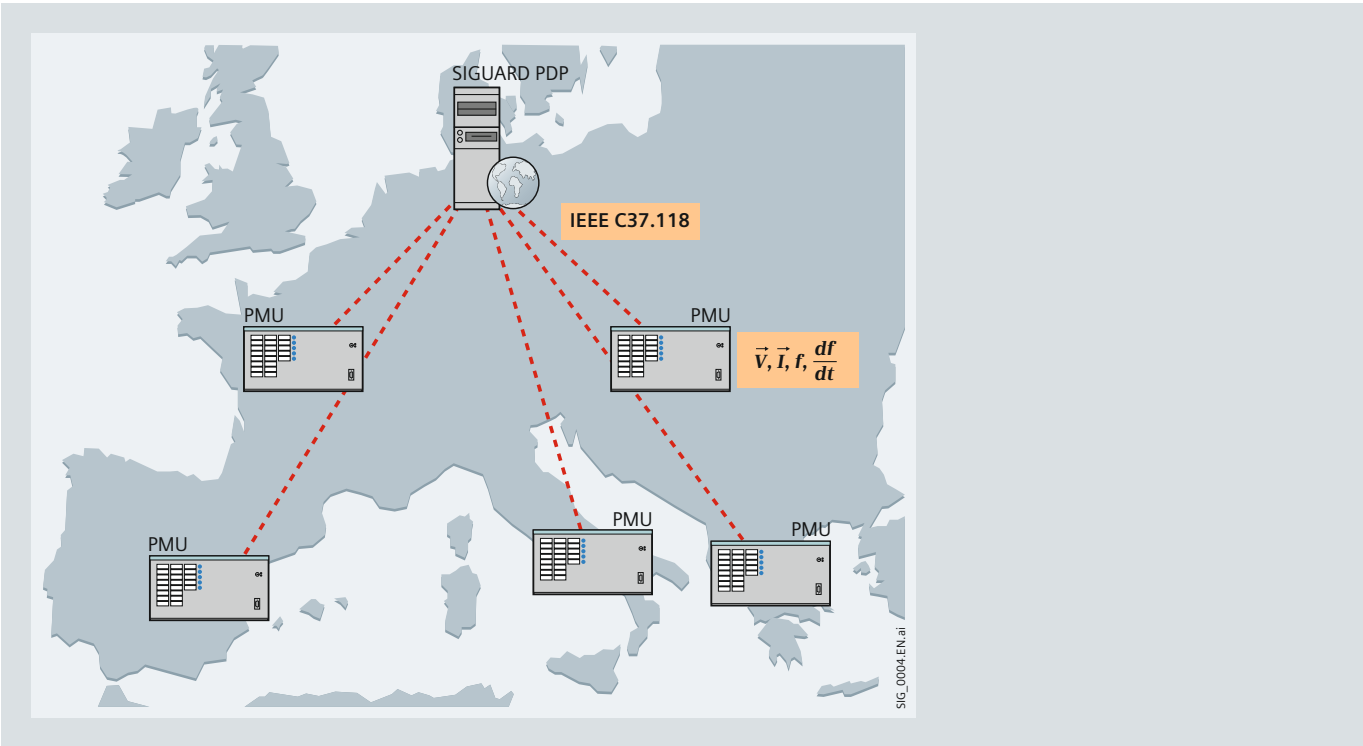 SIGUARD PDP
IEEE C37.118
PMU
PMU
V⃗, I⃗, f, df/dt
PMU
PMU
PMU
SIG_0004.EN.ai